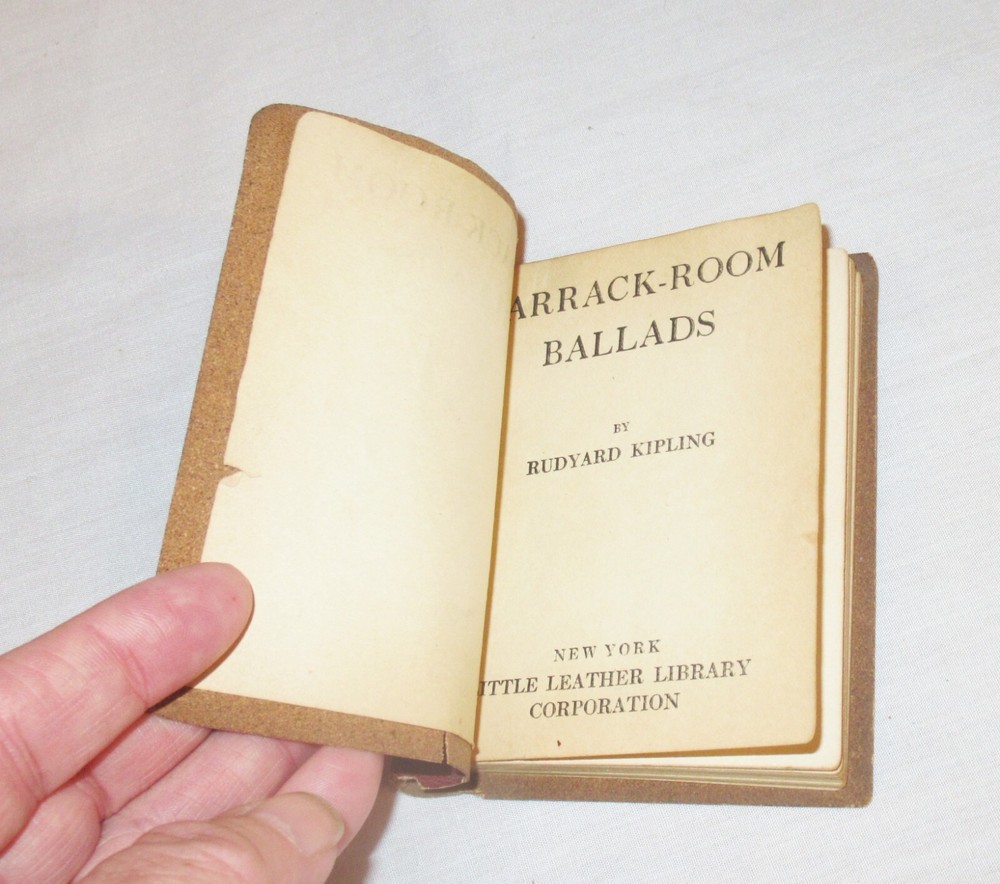 ARRACK-ROOM
BALLADS
BY
RUDYARD KIPLING
NEW YORK
ITTLE LEATHER LIBRARY
CORPORATION